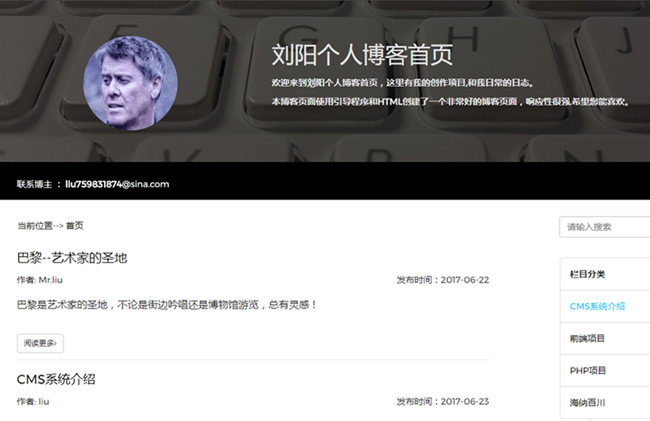 刘阳个人博客首页
欢迎来到刘阳个人博客首页，这里有我的创作项目,和我日常的日志。
本博客页面使用引导程序和HTML创建了一个非常好的博客页面，响应性很强,希望您能喜欢。
联系博主 ： liu759831874@sina.com
当前位置--> 首页
请输入搜索
巴黎--艺术家的圣地
作者: Mr.liu 发布时间：2017-06-22
巴黎是艺术家的圣地，不论是街边吟唱还是博物馆游览，总有灵感！
阅读更多›
CMS系统介绍
作者: liu 发布时间：2017-06-23
栏目分类
CMS系统介绍
前端项目
PHP项目
海纳百川